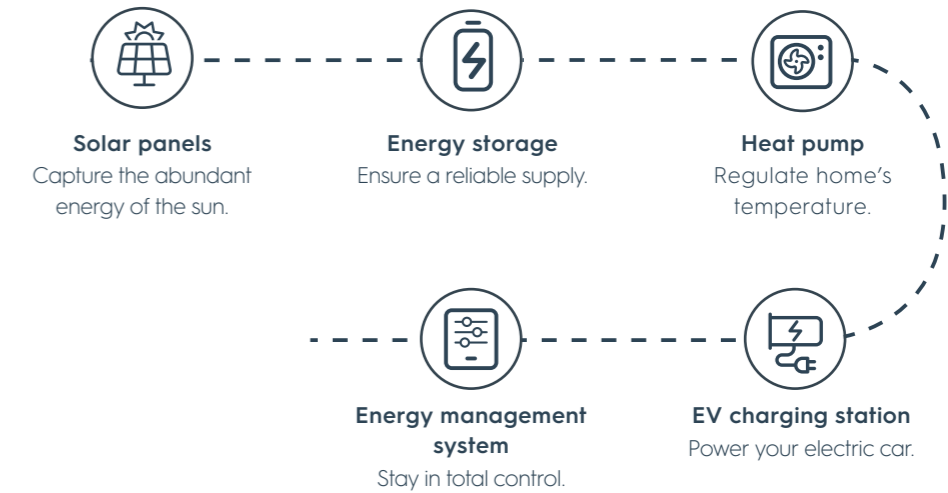 Solar panels
Capture the abundant
energy of the sun.
Energy storage
Ensure a reliable supply.
Heat pump
Regulate home's
temperature.
EV charging station
Power your electric car.
Energy management
system
Stay in total control.